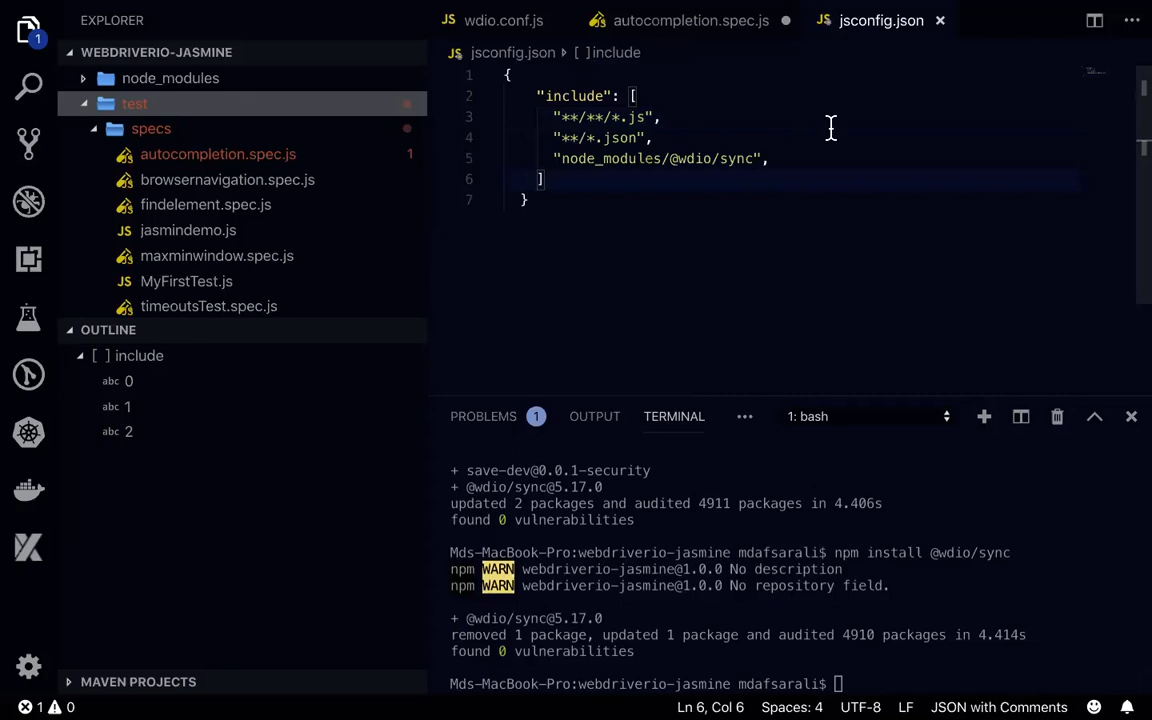 EXPLORER
WEBDRIVERIO-JASMINE
node_modules
test
specs
autocompletion.spec.js 1
browsernavigation.spec.js
findelement.spec.js
JS jasmindemo.js
maxminwindow.spec.js
JS MyFirstTest.js
timeoutsTest.spec.js
OUTLINE
[ ] include
abc 0
abc 1
abc 2
MAVEN PROJECTS
1
JS wdio.conf.js autocompletion.spec.js JS jsconfig.json
JS jsconfig.json [ ] include
1 {
2 "include": [
3 "**/**/*.js",
4 "**/*.json",
5 "node_modules/@wdio/sync",
6 ]
7 }
PROBLEMS 1 OUTPUT TERMINAL 1: bash
+ save-dev@0.0.1-security
+ @wdio/sync@5.17.0
updated 2 packages and audited 4911 packages in 4.406s
found 0 vulnerabilities
Mds-MacBook-Pro:webdriverio-jasmine mdafsarali$ npm install @wdio/sync
npm WARN webdriverio-jasmine@1.0.0 No description
npm WARN webdriverio-jasmine@1.0.0 No repository field.
+ @wdio/sync@5.17.0
removed 1 package, updated 1 package and audited 4910 packages in 4.414s
found 0 vulnerabilities
Mds-MacBook-Pro:webdriverio-jasmine mdafsarali$
1 0 Ln 6, Col 6 Spaces: 4 UTF-8 LF JSON with Comments